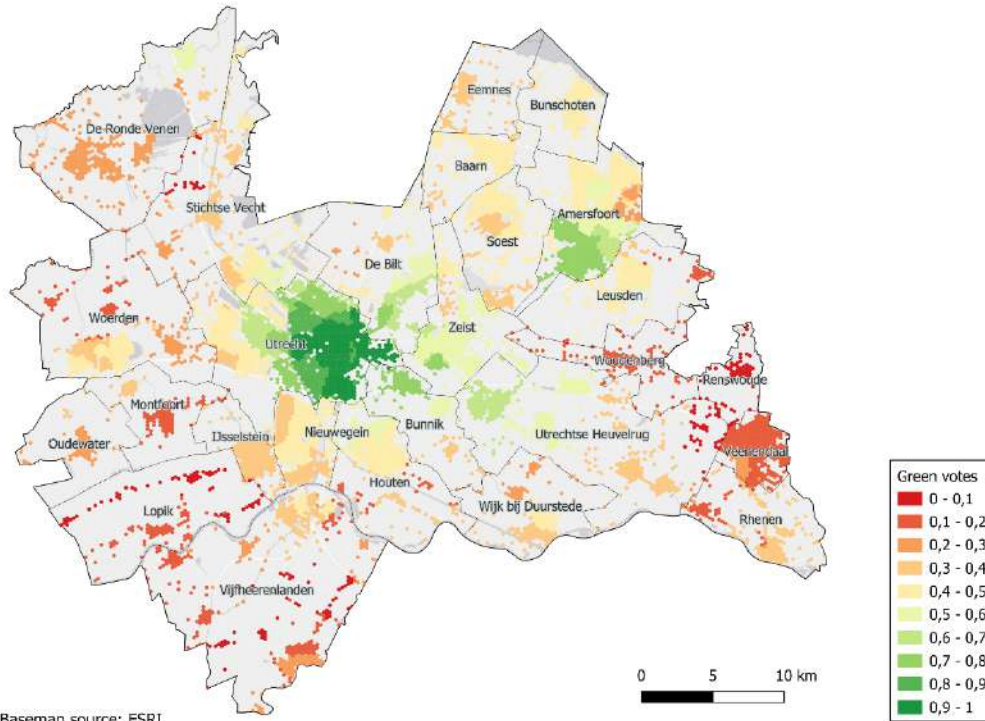 Eemnes
Bunschoten
De Ronde Venen
Baarn
Stichtse Vecht
Amersfoort
Soest
De Bilt
Leusden
Woerden
Zeist
Utrecht
Woudenberg
Renswoude
Montfoort
Oudewater
IJsselstein
Nieuwegein
Bunnik
Utrechtse Heuvelrug
Veenendaal
Houten
Lopik
Wijk bij Duurstede
Rhenen
Vijfheerenlanden
Green votes
0 - 0,1
0,1 - 0,2
0,2 - 0,3
0,3 - 0,4
0,4 - 0,5
0,5 - 0,6
0,6 - 0,7
0,7 - 0,8
0,8 - 0,9
0,9 - 1
0 5 10 km
Basemap source: ESRI